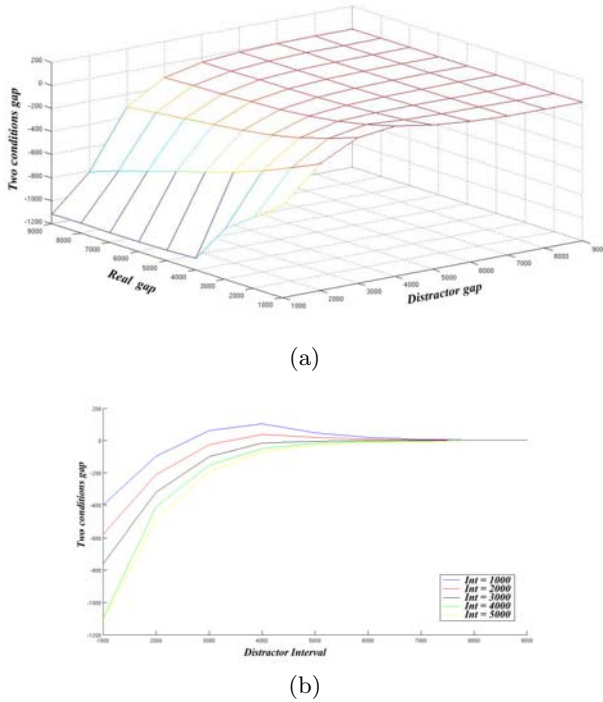 200
0
-200
-400
-600
-800
-1000
-1200
Two conditions gap
9000
8000
7000
6000
5000
4000
3000
2000
1000
Real gap
1000
2000
3000
4000
5000
6000
7000
8000
9000
Distractor gap
(a)
200
0
-200
-400
-600
-800
-1000
-1200
Two conditions gap
1000 2000 3000 4000 5000 6000 7000 8000 9000
Distractor Interval
Int = 1000
Int = 2000
Int = 3000
Int = 4000
Int = 5000
(b)